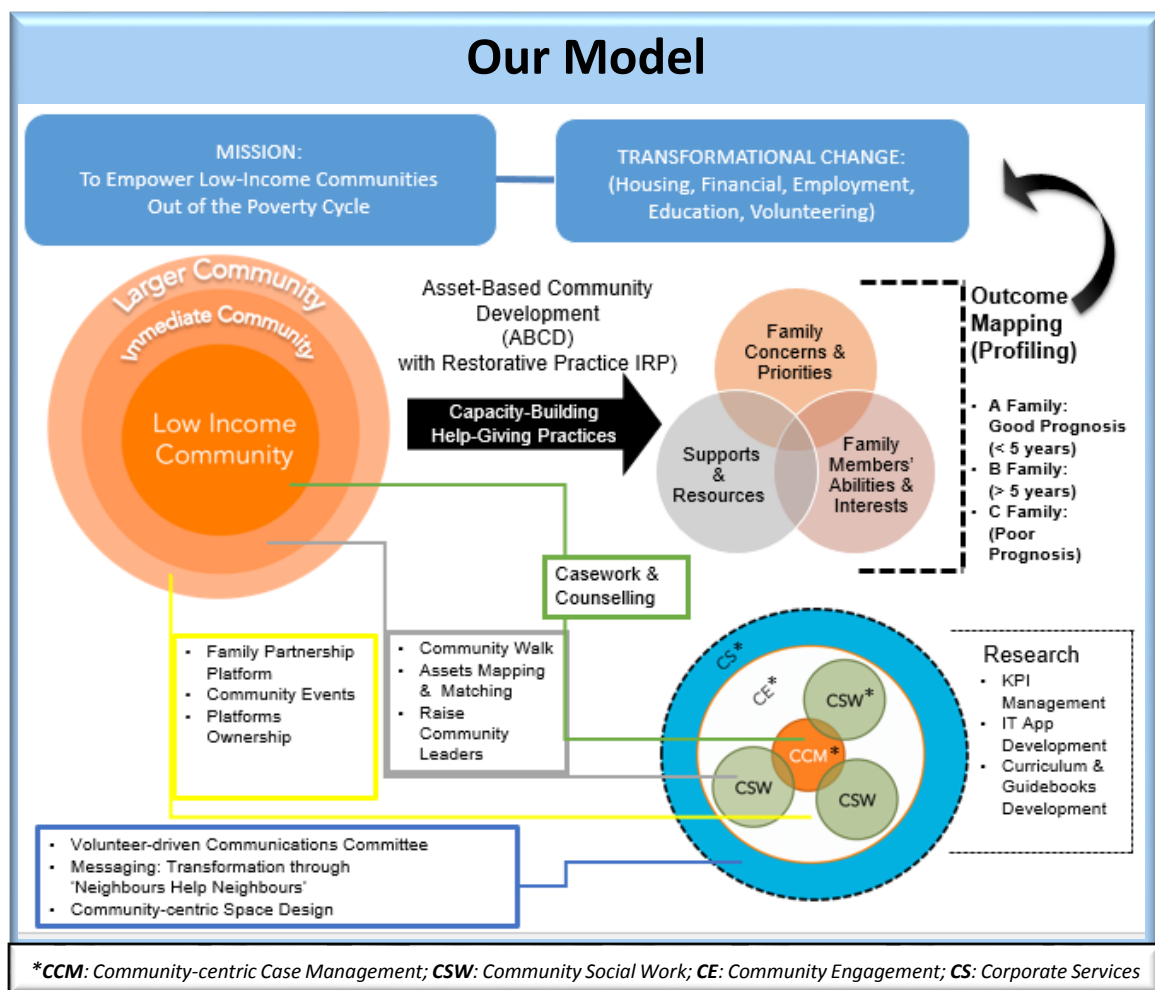 Our Model
MISSION:
To Empower Low-Income Communities
Out of the Poverty Cycle
TRANSFORMATIONAL CHANGE:
(Housing, Financial, Employment,
Education, Volunteering)
Larger Community
Immediate Community
Low Income
Community
Asset-Based Community
Development
(ABCD)
with Restorative Practice IRP)
Capacity-Building
Help-Giving Practices
Family
Concerns &
Priorities
Supports
&
Resources
Family
Members'
Abilities &
Interests
Outcome
Mapping
(Profiling)
• A Family:
Good Prognosis
(< 5 years)
• B Family:
(> 5 years)
• C Family:
(Poor
Prognosis)
Casework &
Counselling
• Family Partnership
Platform
• Community Events
• Platforms
Ownership
• Community Walk
• Assets Mapping
& Matching
• Raise
Community
Leaders
CS*
CE*
CSW*
CCM*
CSW
CSW
Research
• KPI
Management
• IT App
Development
• Curriculum &
Guidebooks
Development
• Volunteer-driven Communications Committee
• Messaging: Transformation through
'Neighbours Help Neighbours'
• Community-centric Space Design
*CCM: Community-centric Case Management; CSW: Community Social Work; CE: Community Engagement; CS: Corporate Services